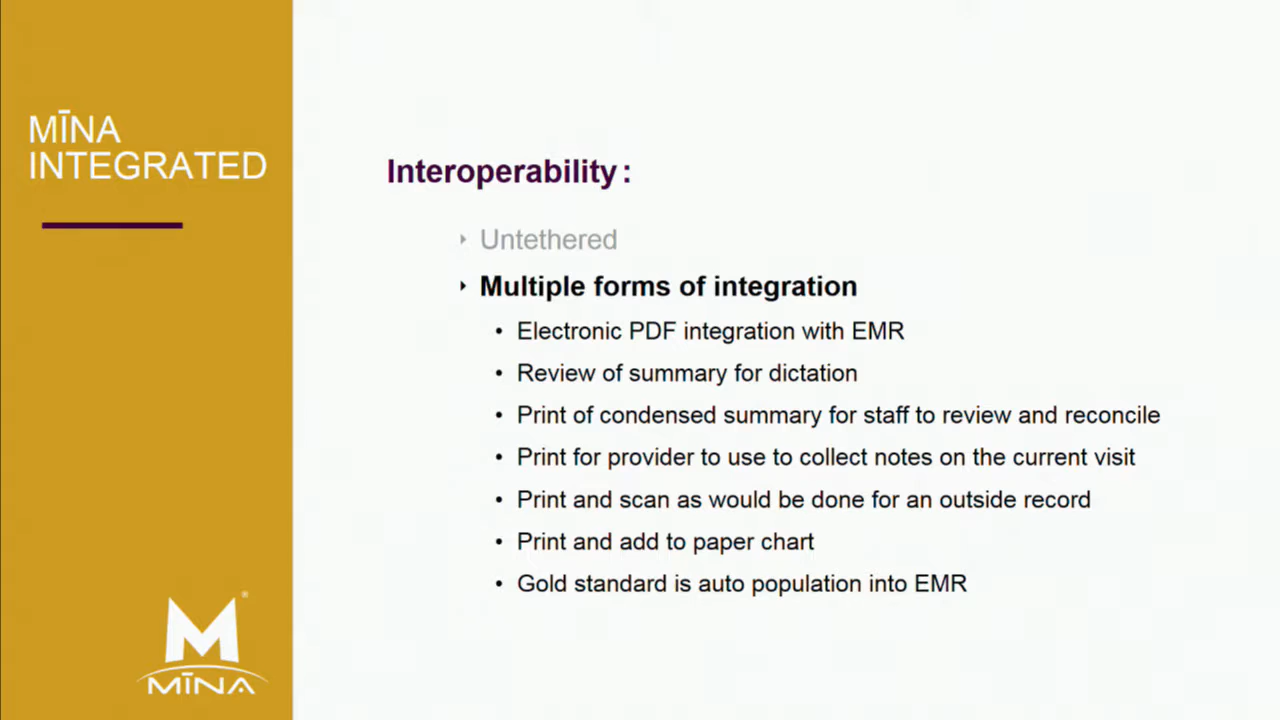 MĪNA
INTEGRATED
Interoperability:
Untethered
Multiple forms of integration
• Electronic PDF integration with EMR
• Review of summary for dictation
• Print of condensed summary for staff to review and reconcile
• Print for provider to use to collect notes on the current visit
• Print and scan as would be done for an outside record
• Print and add to paper chart
• Gold standard is auto population into EMR
M®
MĪNA